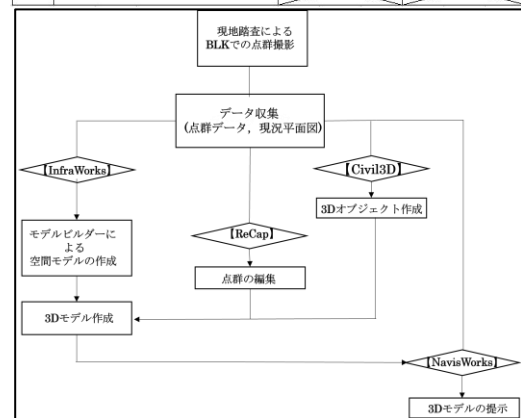 現地踏査による
BLKでの点群撮影
データ収集
(点群データ，現況平面図)
【InfraWorks】
【Civil3D】
3Dオブジェクト作成
モデルビルダーに
よる
空間モデルの作成
【ReCap】
点群の編集
3Dモデル作成
【NavisWorks】
3Dモデルの提示